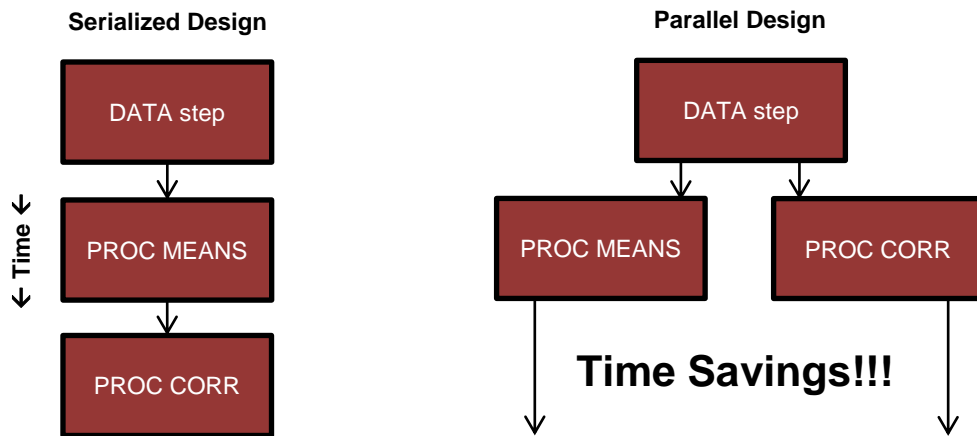 Serialized Design
DATA step
← Time ←
PROC MEANS
PROC CORR
Parallel Design
DATA step
PROC MEANS
PROC CORR
Time Savings!!!